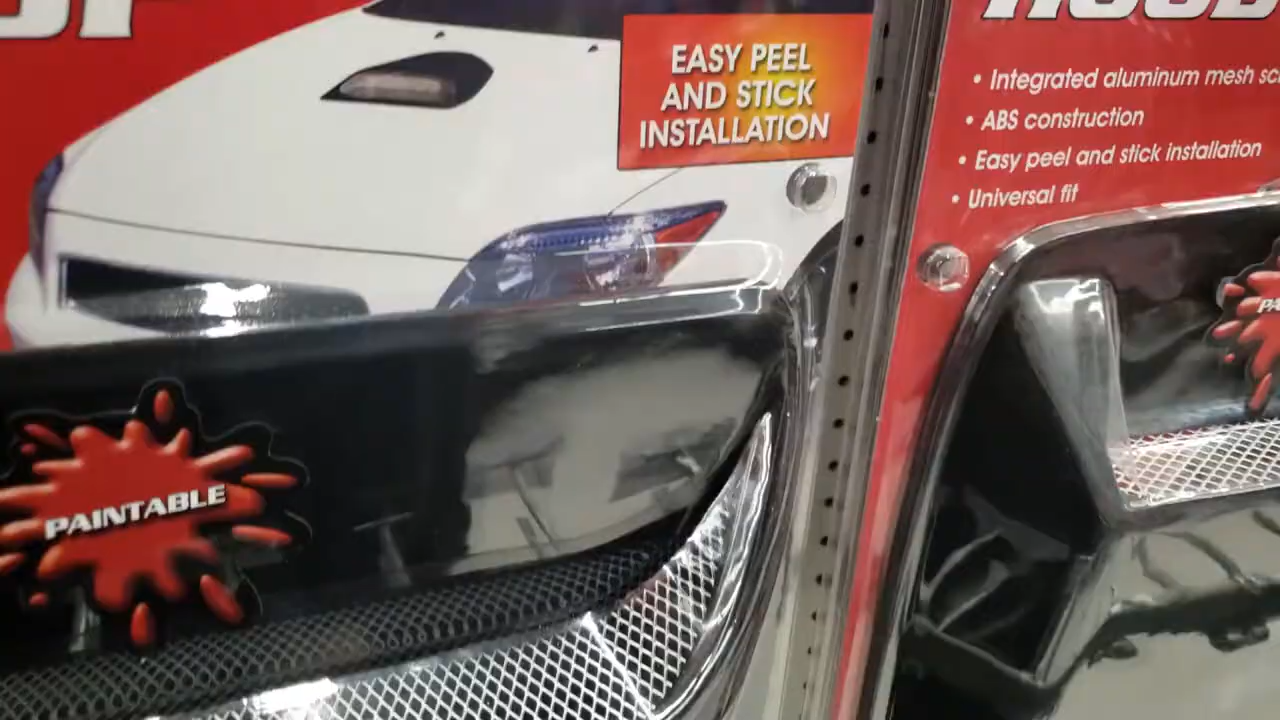 EASY PEEL
AND STICK
INSTALLATION
PAINTABLE
• Integrated aluminum mesh
• ABS construction
• Easy peel and stick installation
• Universal fit